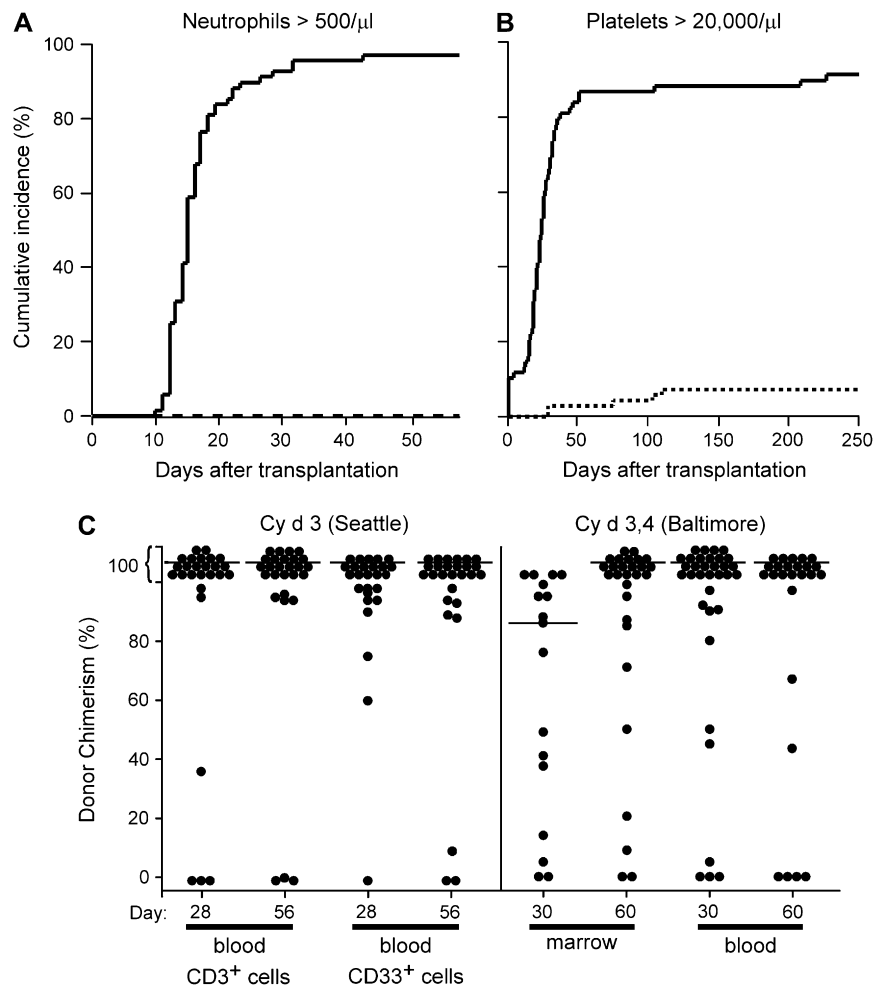 A Neutrophils > 500/µl
B Platelets > 20,000/µl
Cumulative incidence (%)
100
80
60
40
20
0
0 10 20 30 40 50
Days after transplantation
0 50 100 150 200 250
Days after transplantation
C Cy d 3 (Seattle) Cy d 3,4 (Baltimore)
Donor Chimerism (%)
100 {
80
60
40
20
0
Day: 28 56 28 56 30 60 30 60
blood blood marrow blood
CD3+ cells CD33+ cells